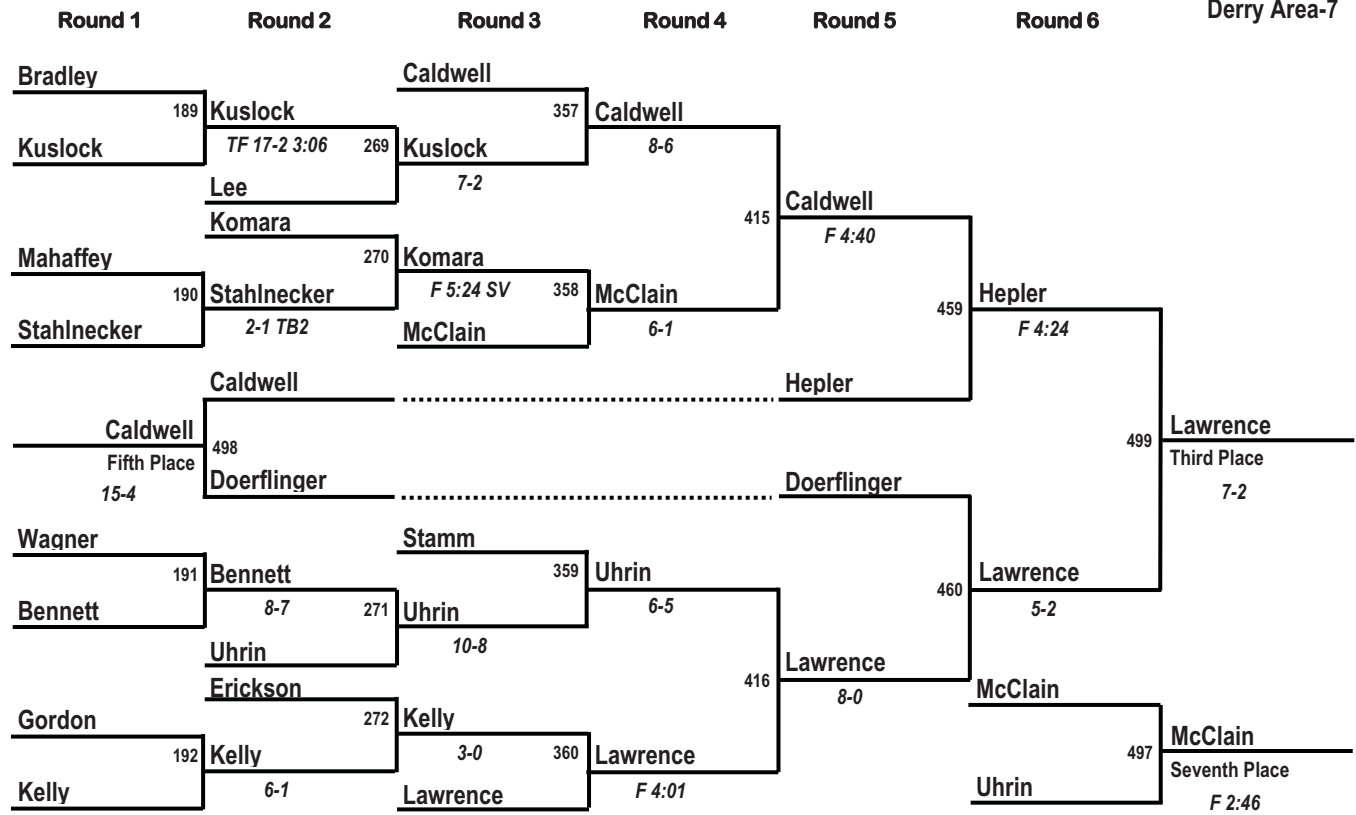 Derry Area-7
Round 1 Round 2 Round 3 Round 4 Round 5 Round 6
Bradley
189
Kuslock
Kuslock
TF 17-2 3:06
269
Lee
Caldwell
357
Kuslock
7-2
Caldwell
8-6
Komara
Mahaffey
190
Stahlnecker
270
Stahlnecker
2-1 TB2
Komara
F 5:24 SV
358
McClain
McClain
6-1
415
Caldwell
F 4:40
459
Hepler
Hepler
F 4:24
Caldwell
Caldwell
Fifth Place
15-4
498
Doerflinger
Doerflinger
499
Lawrence
Third Place
7-2
Wagner
191
Bennett
Bennett
8-7
271
Uhrin
Stamm
359
Uhrin
10-8
Uhrin
6-5
460
Lawrence
5-2
Erickson
Gordon
192
Kelly
272
Kelly
6-1
Kelly
3-0
360
Lawrence
Lawrence
F 4:01
416
Lawrence
8-0
McClain
497
Uhrin
McClain
Seventh Place
F 2:46